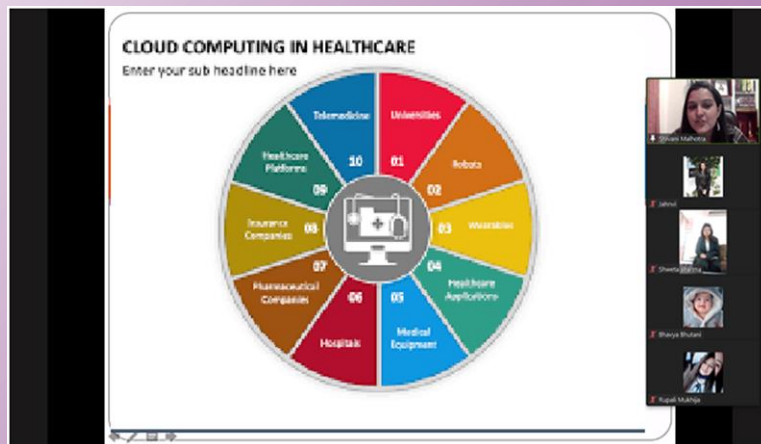 CLOUD COMPUTING IN HEALTHCARE
Enter your sub headline here
Telemedicine
10
Universities
01
Robots
02
03 Wearables
04
Healthcare
Applications
05
Medical
Equipment
06
Hospitals
07
Pharmaceutical
Companies
Insurance
Companies
08
Healthcare
Platforms
09
Shivani Malhotra
Jahnvi
Shweta
Bhavya Bhutani
Rupali Mukhija